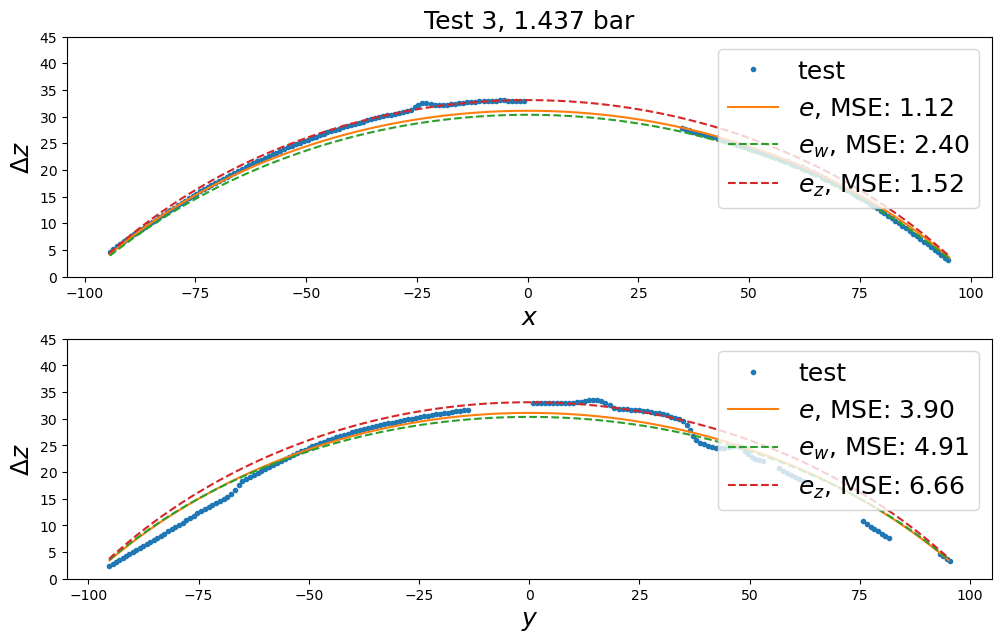 Test 3, 1.437 bar
45
40
35
30
25
20
15
10
5
0
Δz
test
e, MSE: 1.12
e_w, MSE: 2.40
e_z, MSE: 1.52
−100
−75
−50
−25
0
25
50
75
100
x
45
40
35
30
25
20
15
10
5
0
Δz
test
e, MSE: 3.90
e_w, MSE: 4.91
e_z, MSE: 6.66
−100
−75
−50
−25
0
25
50
75
100
y